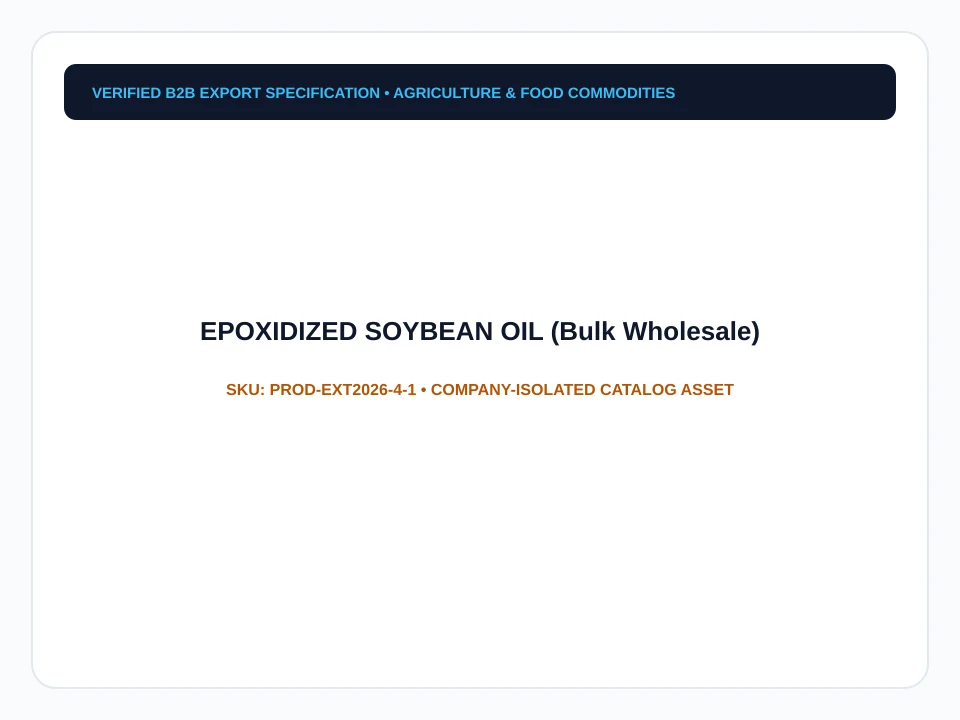 VERIFIED B2B EXPORT SPECIFICATION • AGRICULTURE & FOOD COMMODITIES
EPOXIDIZED SOYBEAN OIL (Bulk Wholesale)
SKU: PROD-EXT2026-4-1 • COMPANY-ISOLATED CATALOG ASSET